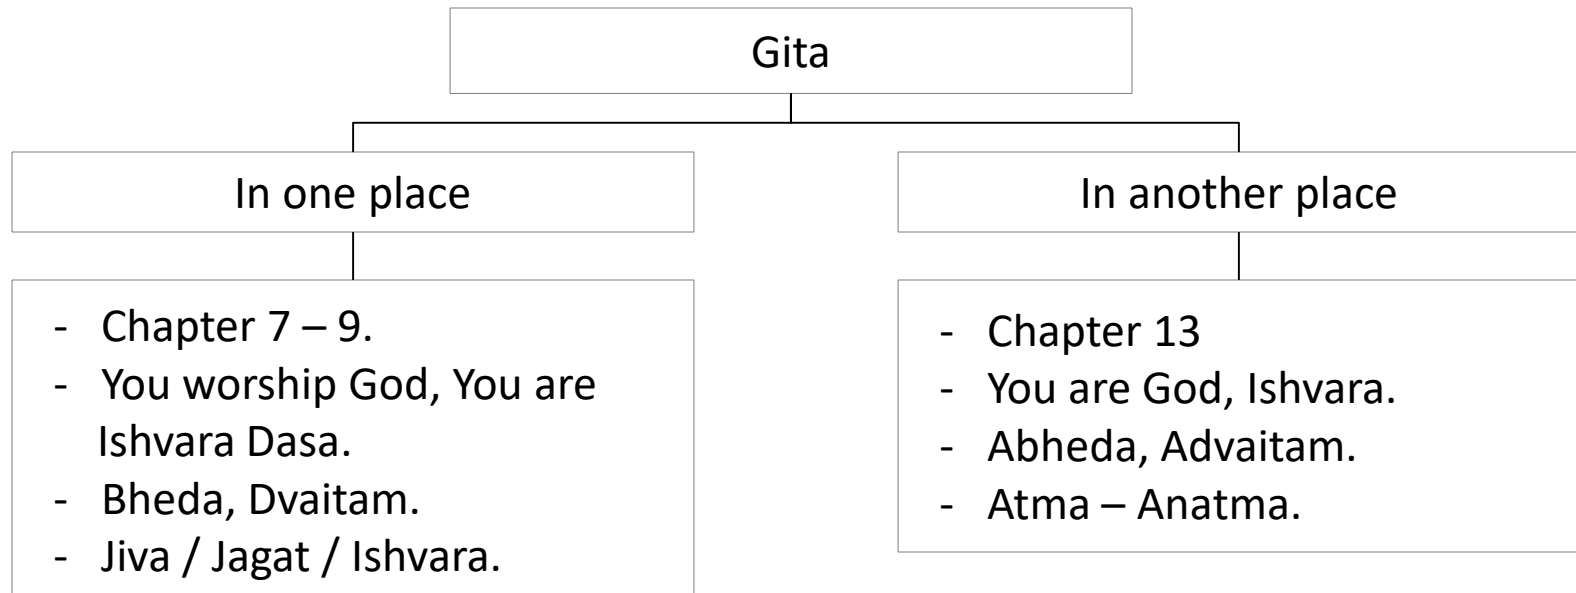 Gita
In one place
In another place
- Chapter 7 – 9.
- You worship God, You are
Ishvara Dasa.
- Bheda, Dvaitam.
- Jiva / Jagat / Ishvara.
- Chapter 13
- You are God, Ishvara.
- Abheda, Advaitam.
- Atma – Anatma.